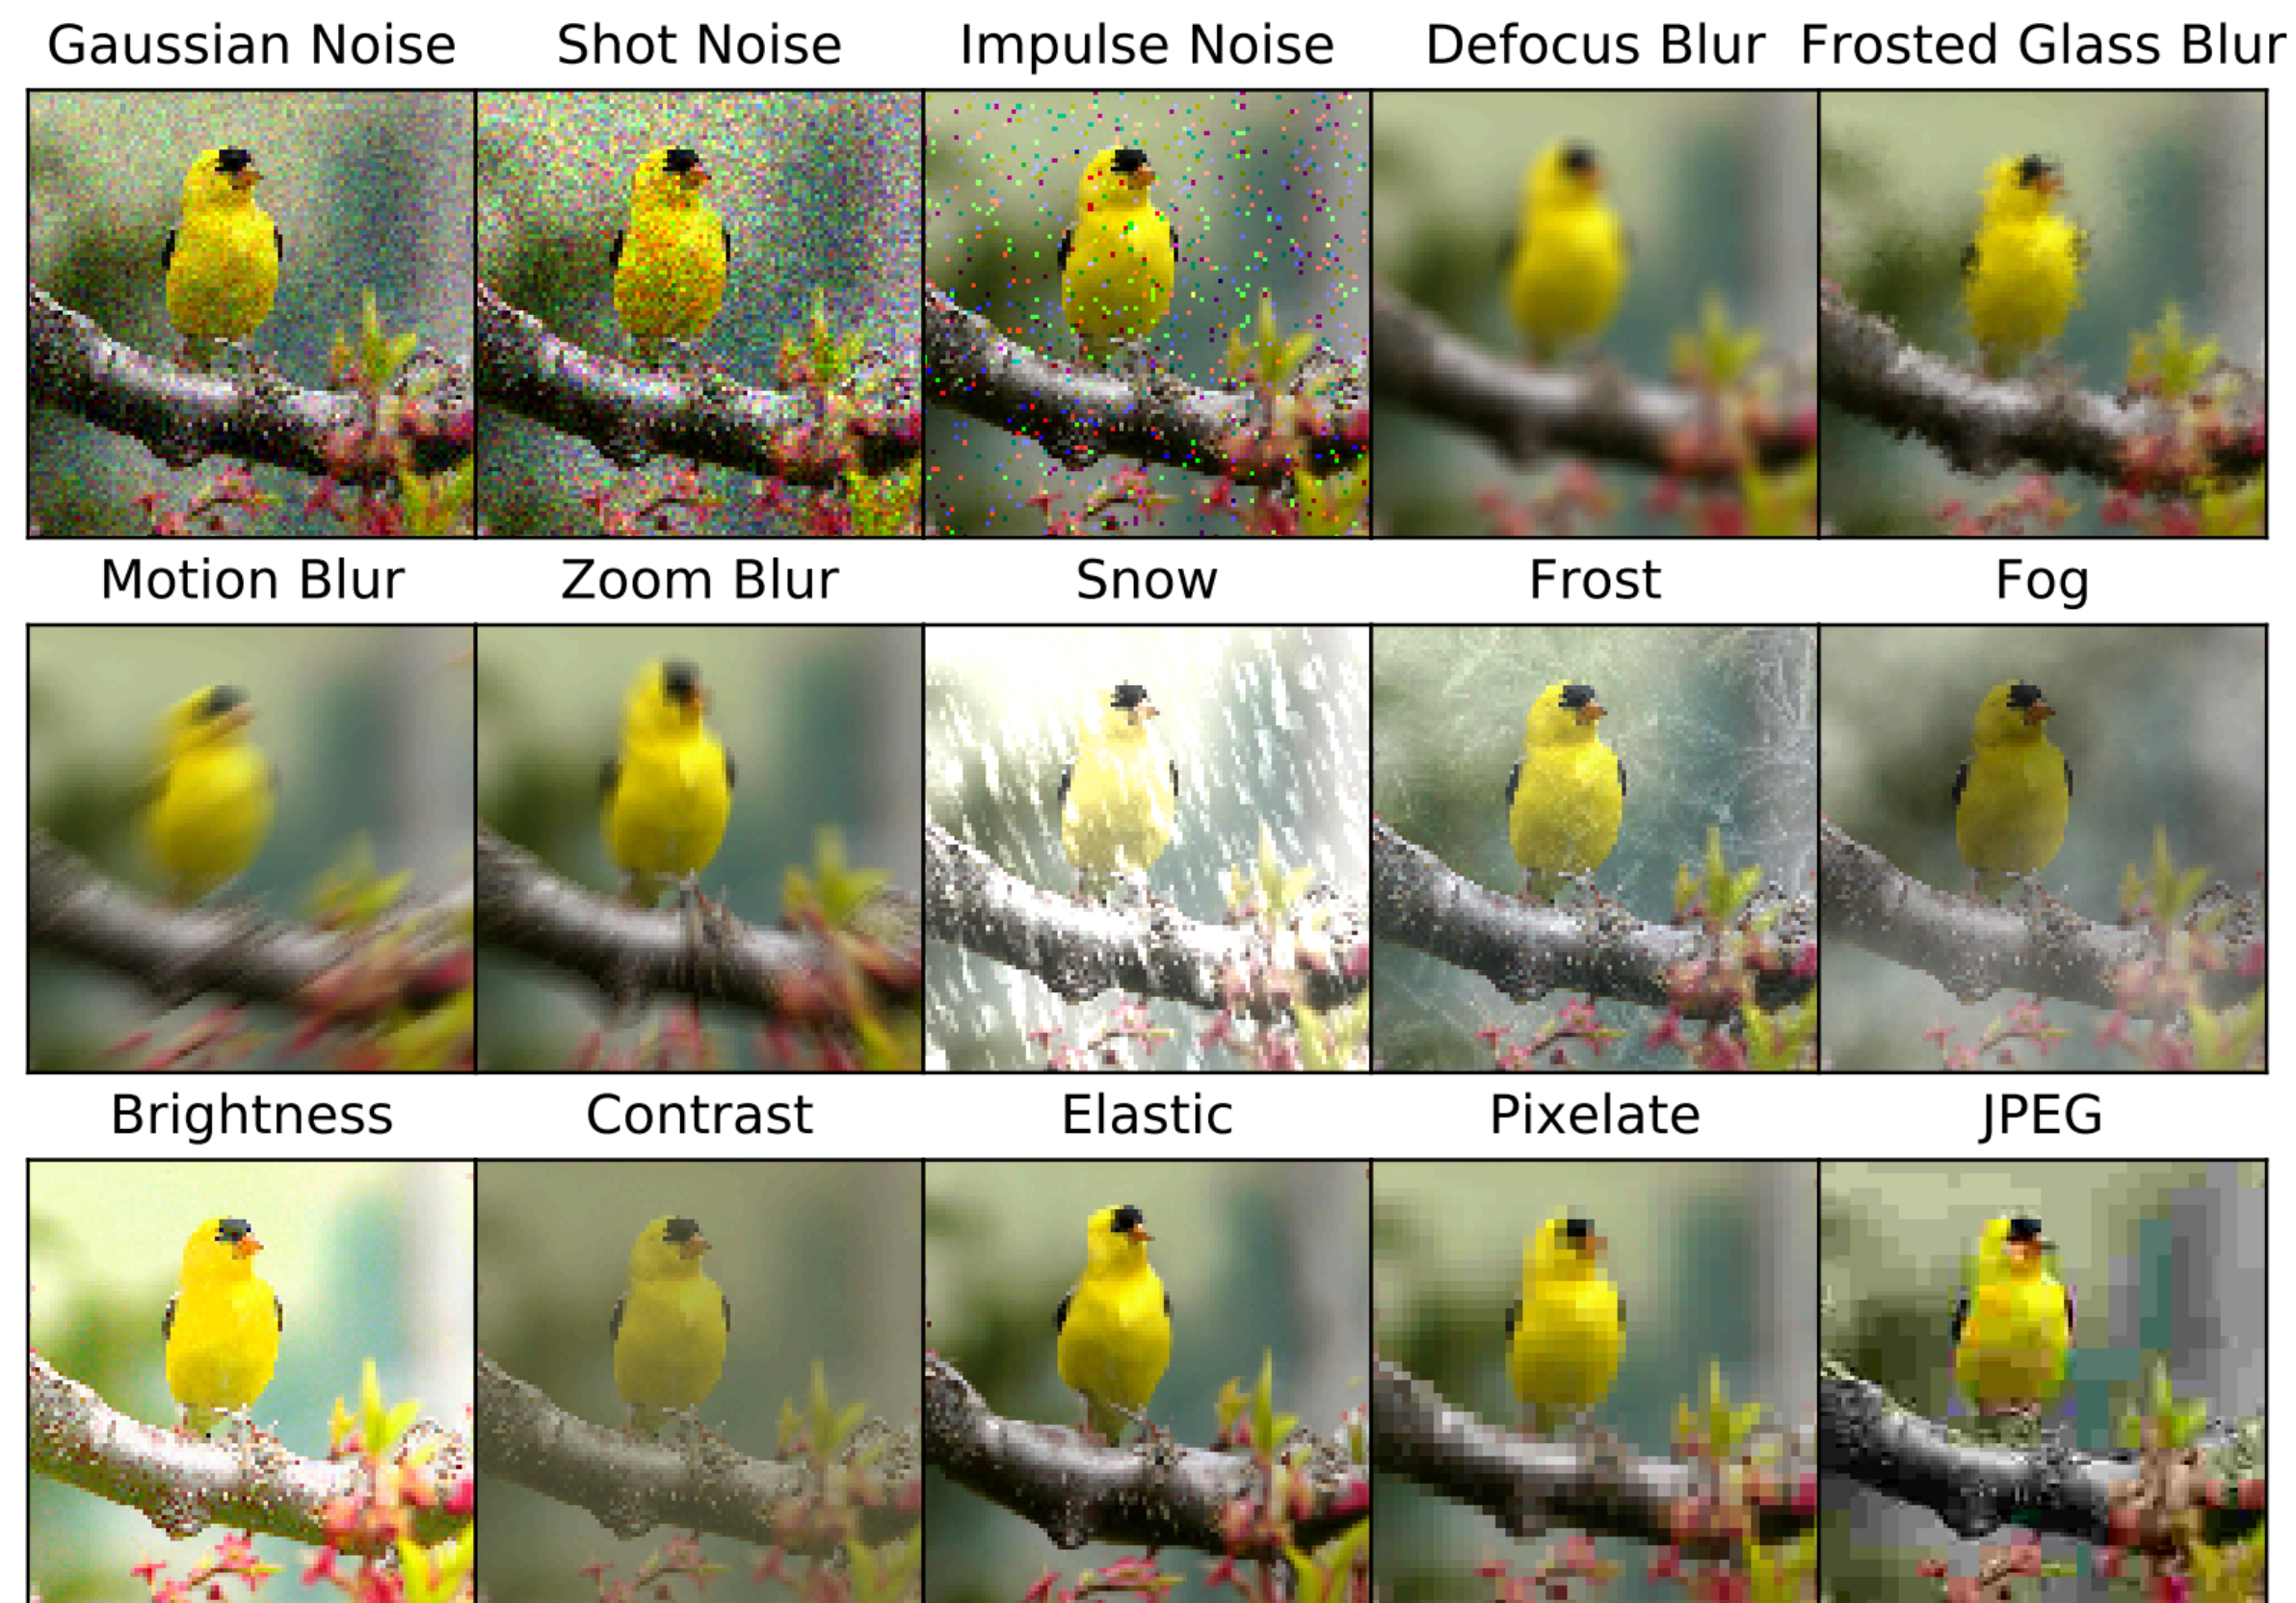 Gaussian Noise Shot Noise Impulse Noise Defocus Blur Frosted Glass Blur
Motion Blur Zoom Blur Snow Frost Fog
Brightness Contrast Elastic Pixelate JPEG